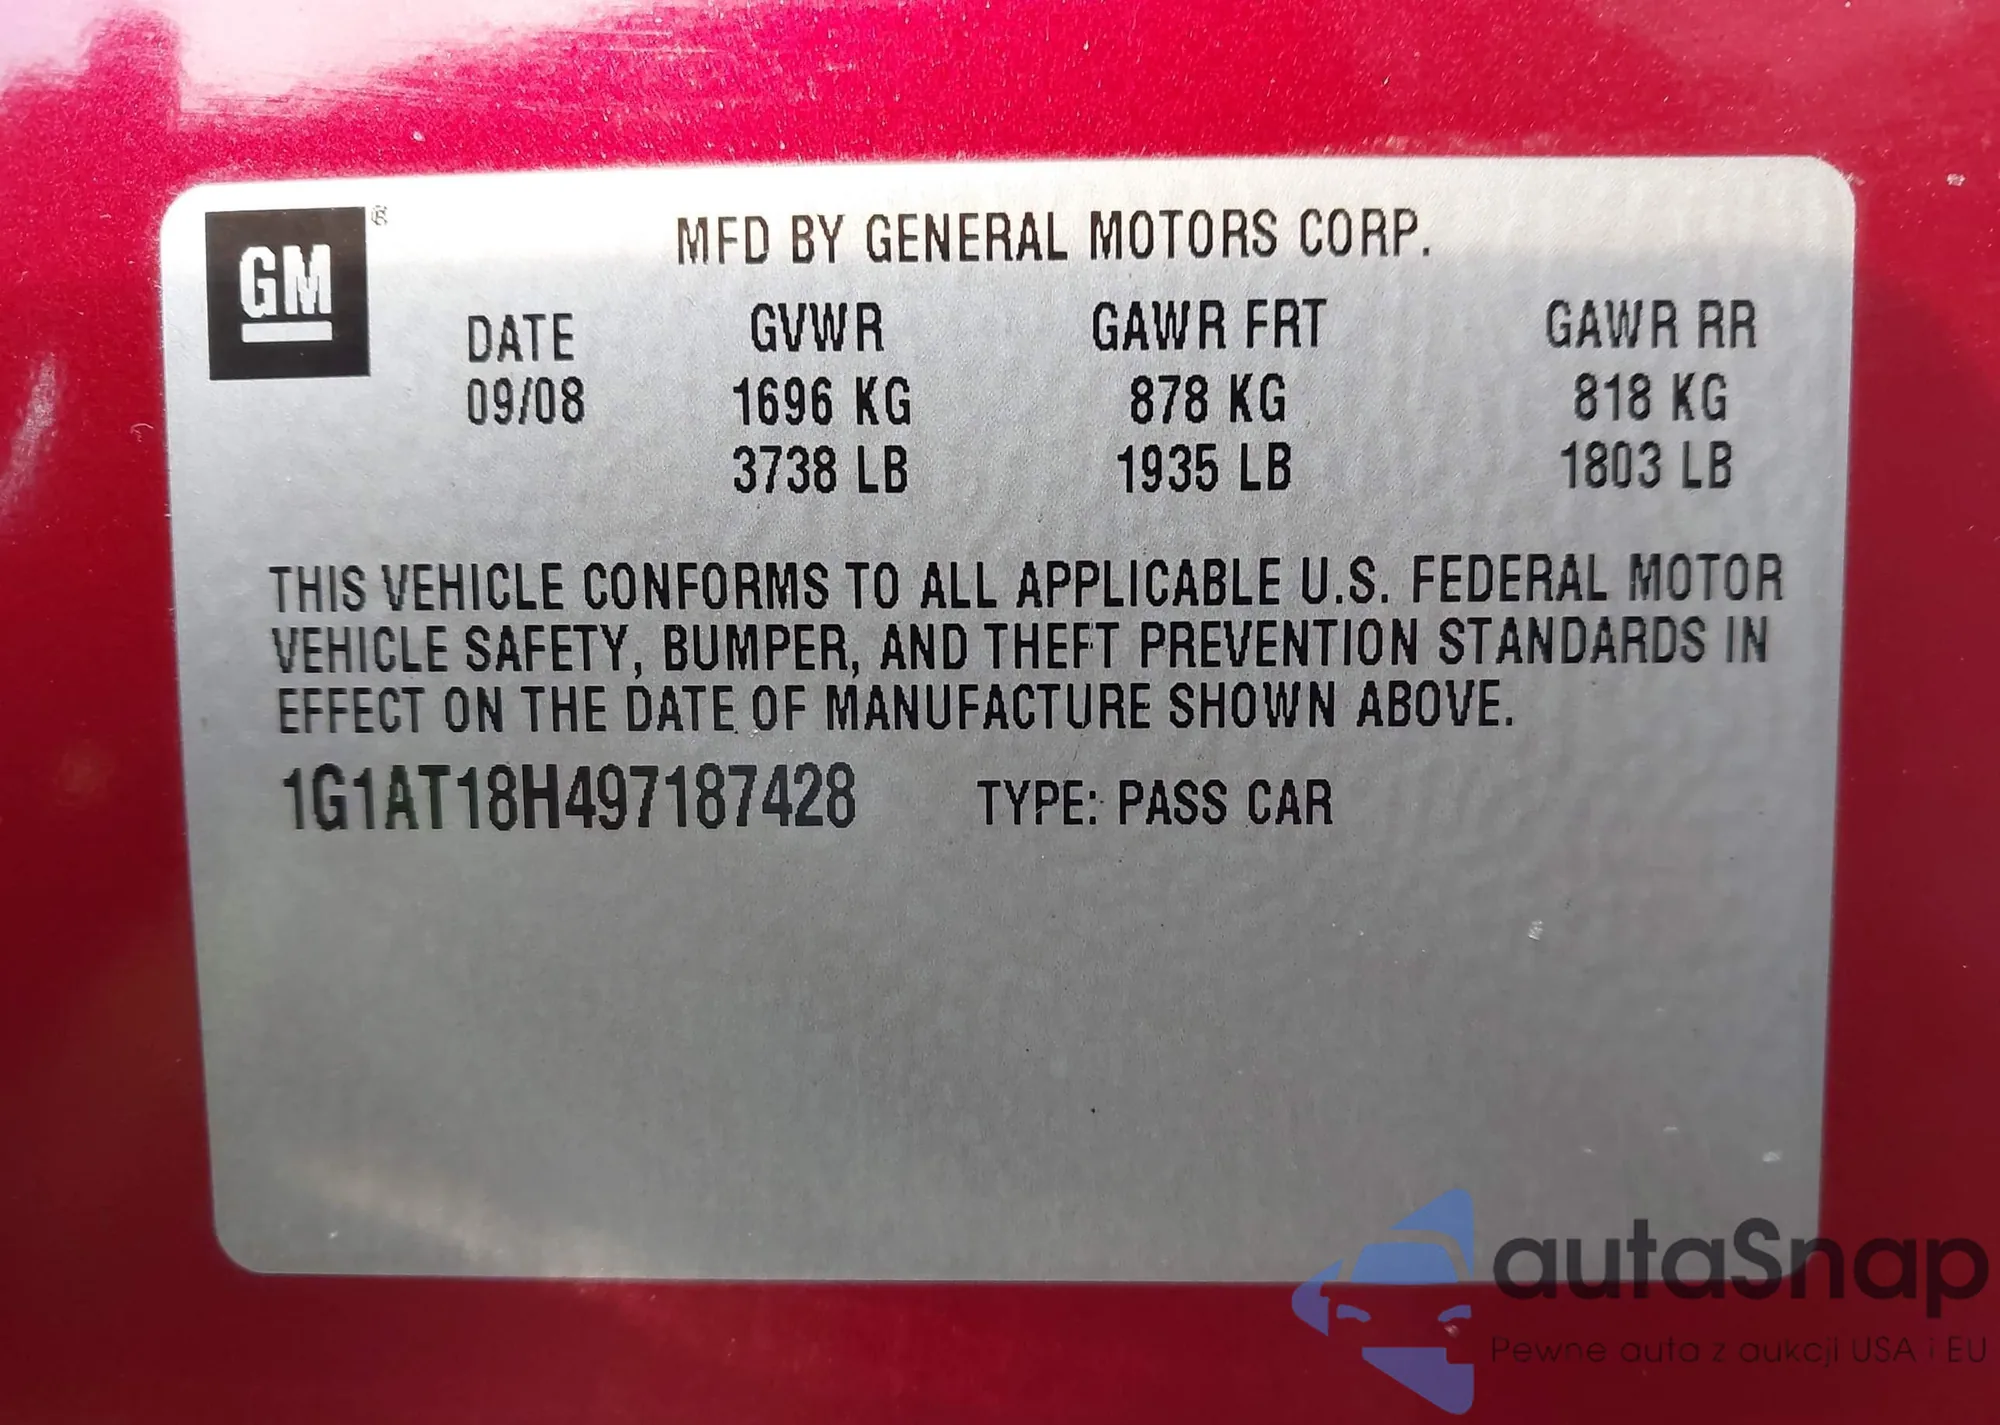 GM ®
MFD BY GENERAL MOTORS CORP.
DATE GVWR GAWR FRT GAWR RR
09/08 1696 KG 878 KG 818 KG
3738 LB 1935 LB 1803 LB
THIS VEHICLE CONFORMS TO ALL APPLICABLE U.S. FEDERAL MOTOR
VEHICLE SAFETY, BUMPER, AND THEFT PREVENTION STANDARDS IN
EFFECT ON THE DATE OF MANUFACTURE SHOWN ABOVE.
1G1AT18H497187428 TYPE: PASS CAR
autaSnap
Pewne auta z aukcji USA i EU